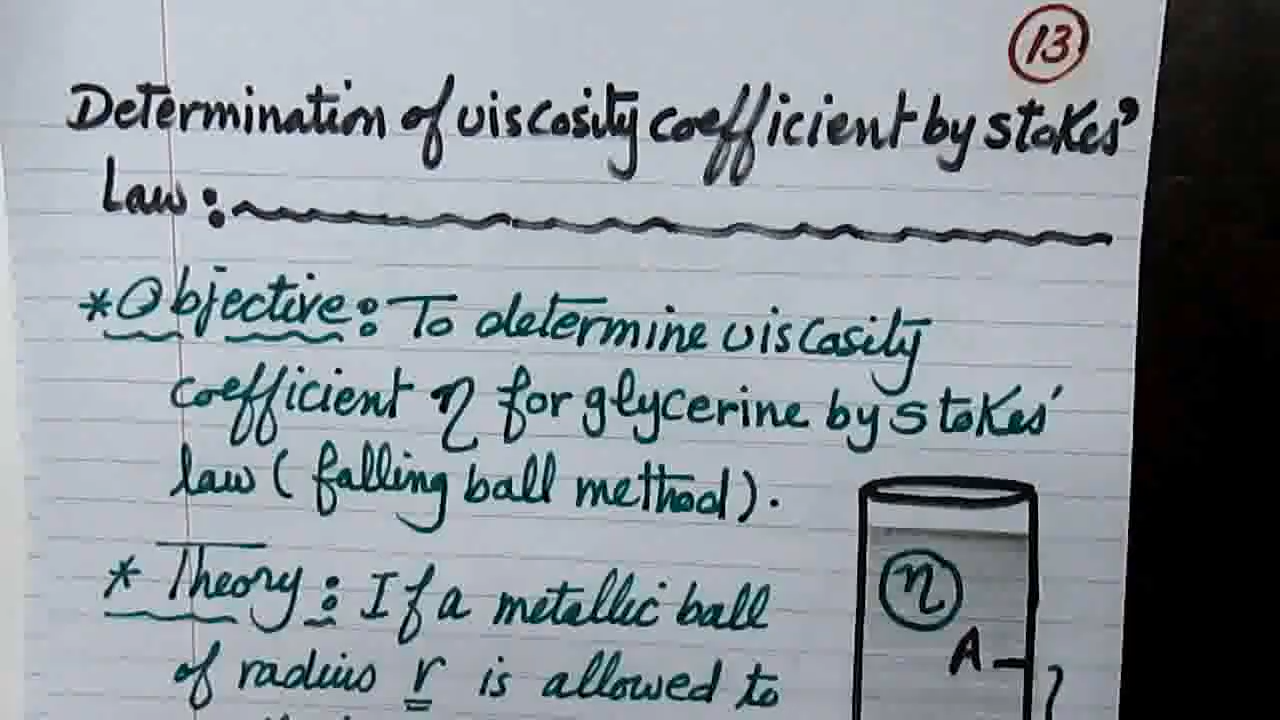 13
Determination of viscosity coefficient by stokes'
Law:
*Objective: To determine viscosity
coefficient η for glycerine by stokes'
law (falling ball method).
* Theory: If a metallic ball
η
A
of radius r is allowed to